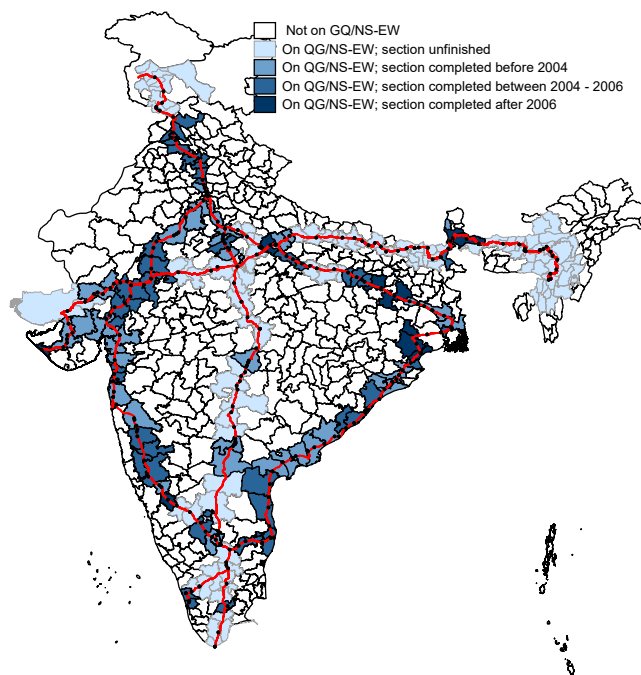 Not on GQ/NS-EW
On QG/NS-EW; section unfinished
On QG/NS-EW; section completed before 2004
On QG/NS-EW; section completed between 2004 - 2006
On QG/NS-EW; section completed after 2006